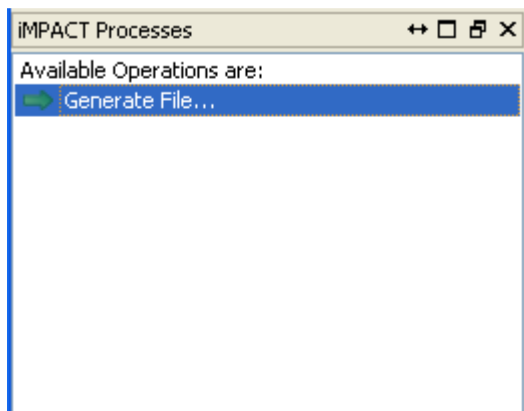 iMPACT Processes
Available Operations are:
Generate File...